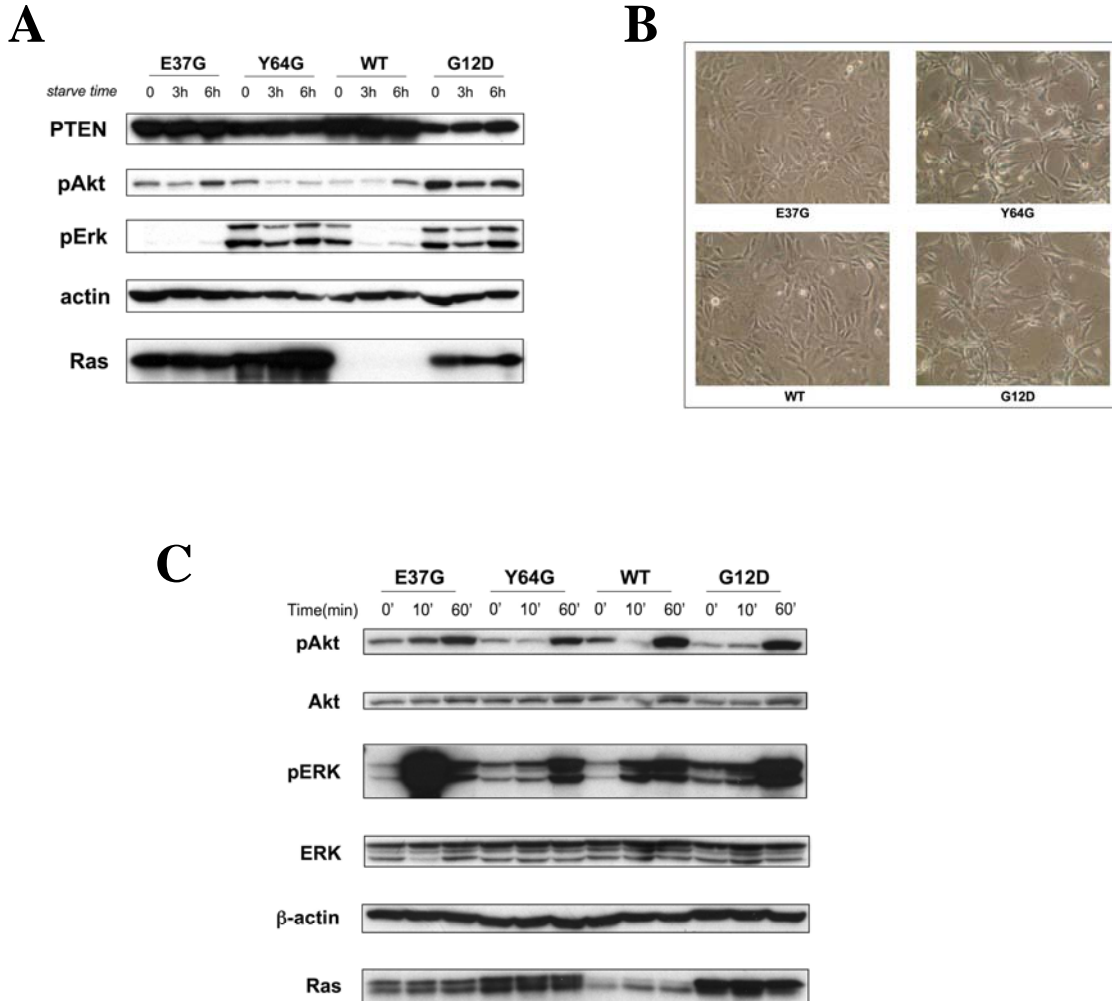 A
E37G Y64G WT G12D
starve time 0 3h 6h 0 3h 6h 0 3h 6h 0 3h 6h
PTEN
pAkt
pErk
actin
Ras
B
E37G Y64G
WT G12D
C
E37G Y64G WT G12D
Time(min) 0' 10' 60' 0' 10' 60' 0' 10' 60' 0' 10' 60'
pAkt
Akt
pERK
ERK
β-actin
Ras